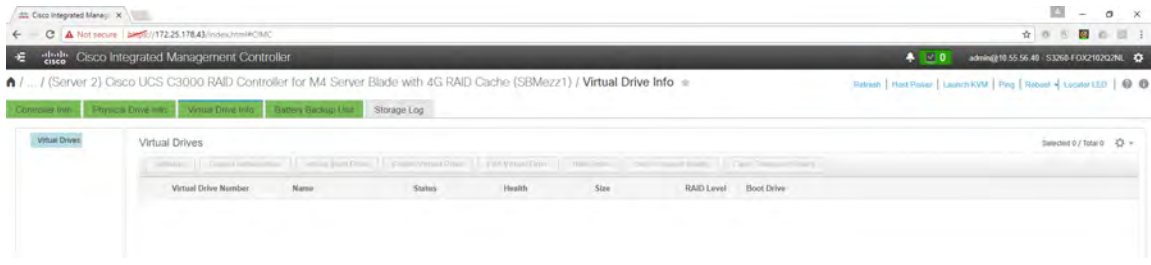 Cisco Integrated Manag
Not secure | https://172.25.178.43/index.html#CIMC
cisco Cisco Integrated Management Controller
0 admin@10.55.56.40 - S3260-FOX2102Q2NL
/ ... / (Server 2) Cisco UCS C3000 RAID Controller for M4 Server Blade with 4G RAID Cache (SBMezz1) / Virtual Drive Info
Refresh | Host Power | Launch KVM | Ping | Reboot | Locator LED
Controller Info Physical Drive Info Virtual Drive Info Battery Backup Unit Storage Log
Virtual Drives
Virtual Drives
Selected 0 / Total 0
Virtual Drive Number Name Status Health Size RAID Level Boot Drive